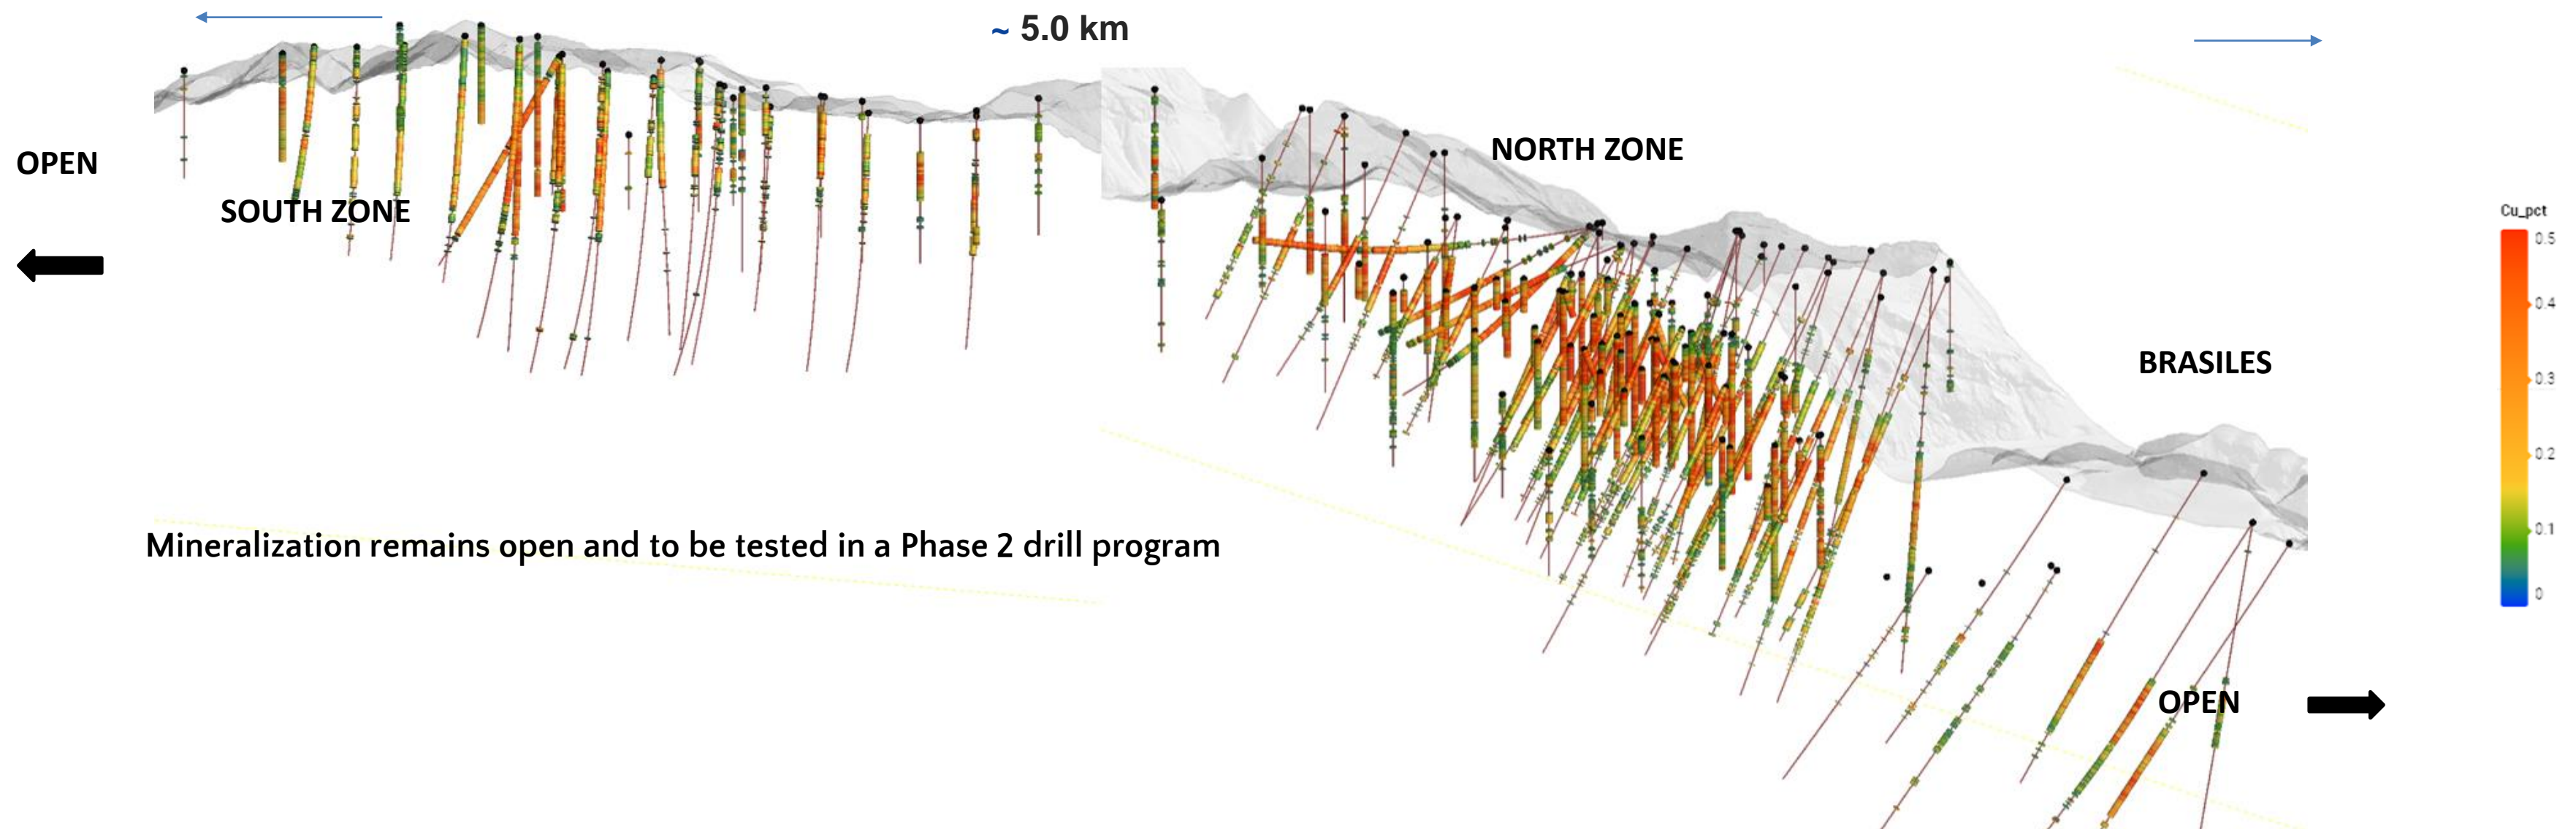 ~ 5.0 km
OPEN
NORTH ZONE
SOUTH ZONE
BRASILES
Cu_pct
0.5
0.4
0.3
0.2
0.1
0
Mineralization remains open and to be tested in a Phase 2 drill program
OPEN